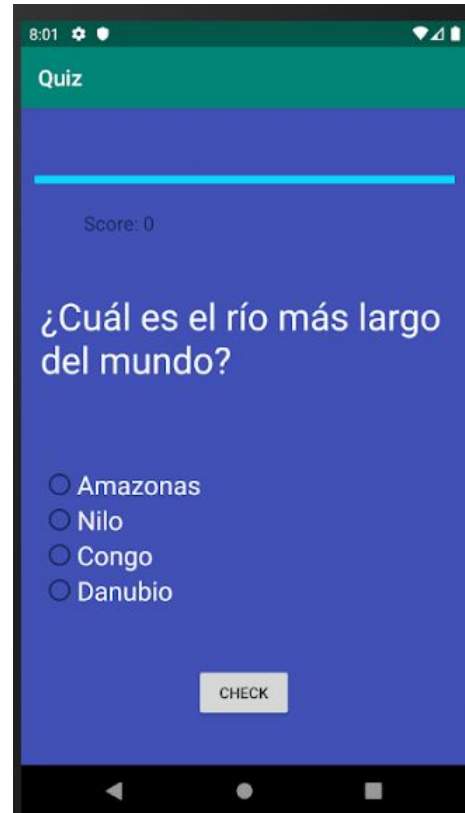 8:01
Quiz
Score: 0
¿Cuál es el río más largo
del mundo?
Amazonas
Nilo
Congo
Danubio
CHECK